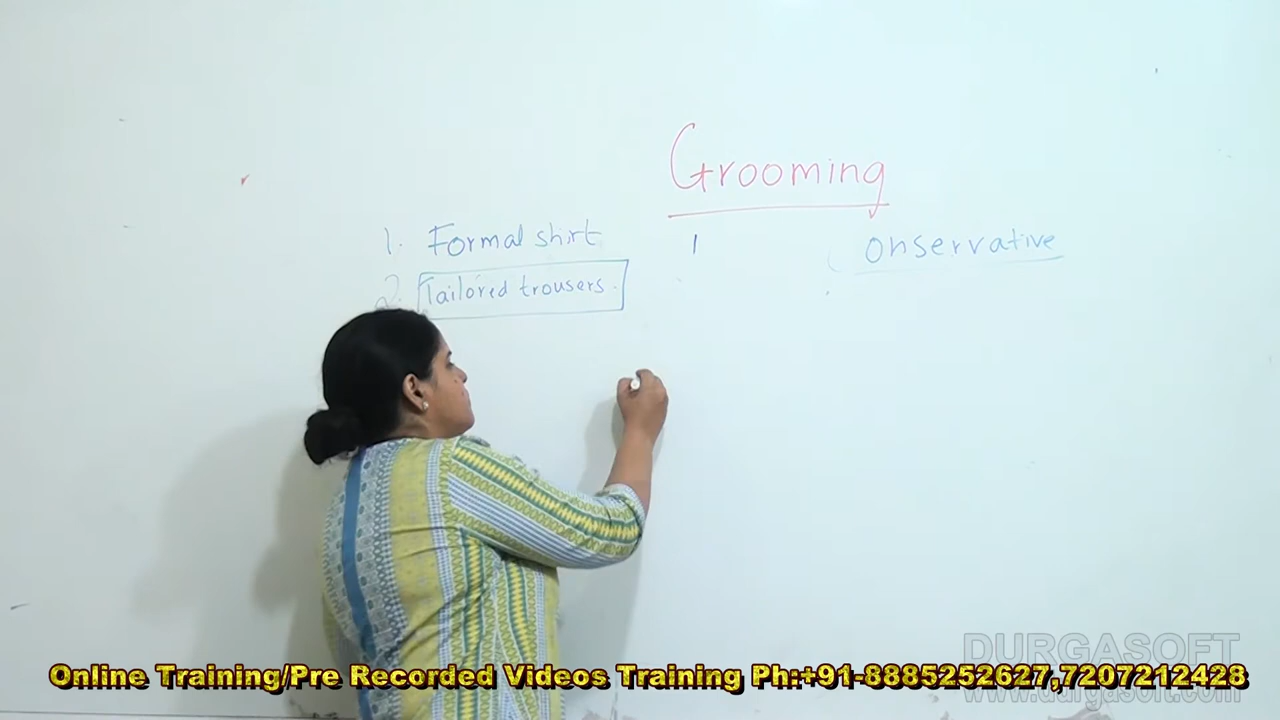 Grooming
1. Formal shirt
onservative
2. Tailored trousers.
DURGASOFT
www.durgasoft.com
Online Training/Pre Recorded Videos Training Ph:+91-8885252627,7207212428